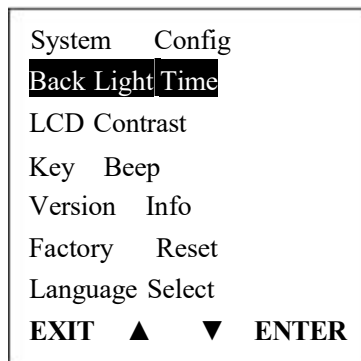 System Config
Back Light Time
LCD Contrast
Key Beep
Version Info
Factory Reset
Language Select
EXIT ▲ ▼ ENTER